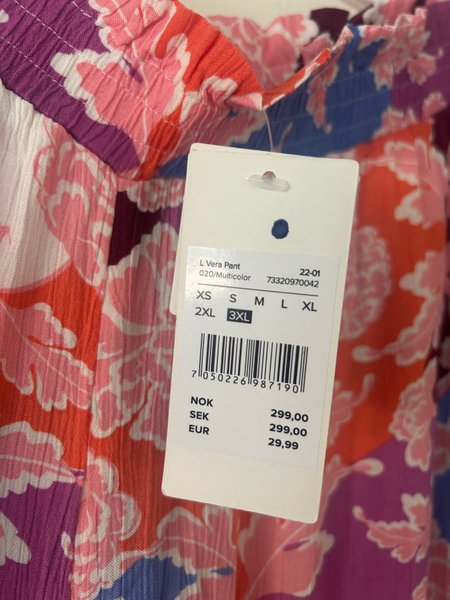 L Vera Pant 22-01
020/Multicolor 73320970042
XS S M L XL
2XL 3XL
7 050226 987190
NOK 299,00
SEK 299,00
EUR 29,99